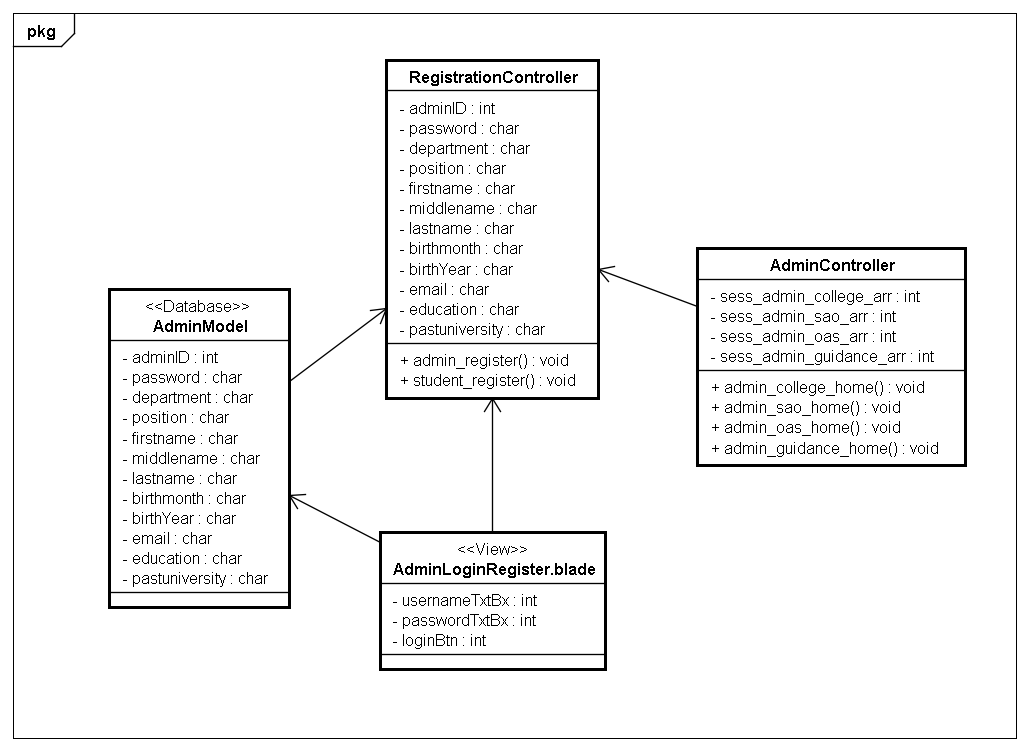 pkg
RegistrationController
- adminID : int
- password : char
- department : char
- position : char
- firstname : char
- middlename : char
- lastname : char
- birthmonth : char
- birthYear : char
- email : char
- education : char
- pastuniversity : char
+ admin_register() : void
+ student_register() : void
AdminController
- sess_admin_college_arr : int
- sess_admin_sao_arr : int
- sess_admin_oas_arr : int
- sess_admin_guidance_arr : int
+ admin_college_home() : void
+ admin_sao_home() : void
+ admin_oas_home() : void
+ admin_guidance_home() : void
<<Database>>
AdminModel
- adminID : int
- password : char
- department : char
- position : char
- firstname : char
- middlename : char
- lastname : char
- birthmonth : char
- birthYear : char
- email : char
- education : char
- pastuniversity : char
<<View>>
AdminLoginRegister.blade
- usernameTxtBx : int
- passwordTxtBx : int
- loginBtn : int